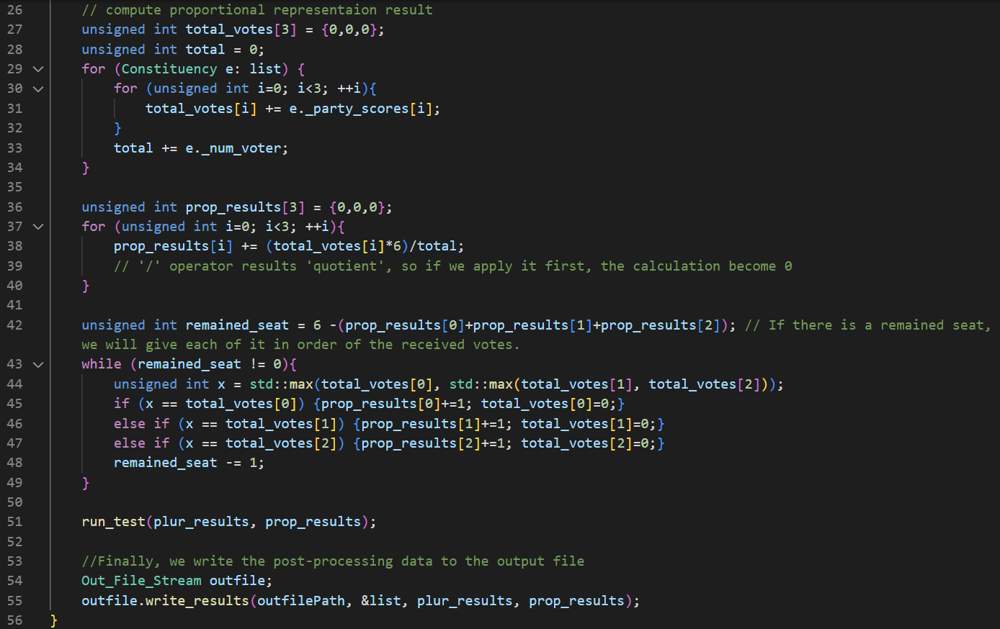 26 // compute proportional representaion result
27 unsigned int total_votes[3] = {0,0,0};
28 unsigned int total = 0;
29 for (Constituency e: list) {
30 for (unsigned int i=0; i<3; ++i){
31 total_votes[i] += e._party_scores[i];
32 }
33 total += e._num_voter;
34 }
35
36 unsigned int prop_results[3] = {0,0,0};
37 for (unsigned int i=0; i<3; ++i){
38 prop_results[i] += (total_votes[i]*6)/total;
39 // '/' operator results 'quotient', so if we apply it first, the calculation become 0
40 }
41
42 unsigned int remained_seat = 6 -(prop_results[0]+prop_results[1]+prop_results[2]); // If there is a remained seat,
we will give each of it in order of the received votes.
43 while (remained_seat != 0){
44 unsigned int x = std::max(total_votes[0], std::max(total_votes[1], total_votes[2]));
45 if (x == total_votes[0]) {prop_results[0]+=1; total_votes[0]=0;}
46 else if (x == total_votes[1]) {prop_results[1]+=1; total_votes[1]=0;}
47 else if (x == total_votes[2]) {prop_results[2]+=1; total_votes[2]=0;}
48 remained_seat -= 1;
49 }
50
51 run_test(plur_results, prop_results);
52
53 //Finally, we write the post-processing data to the output file
54 Out_File_Stream outfile;
55 outfile.write_results(outfilePath, &list, plur_results, prop_results);
56 }